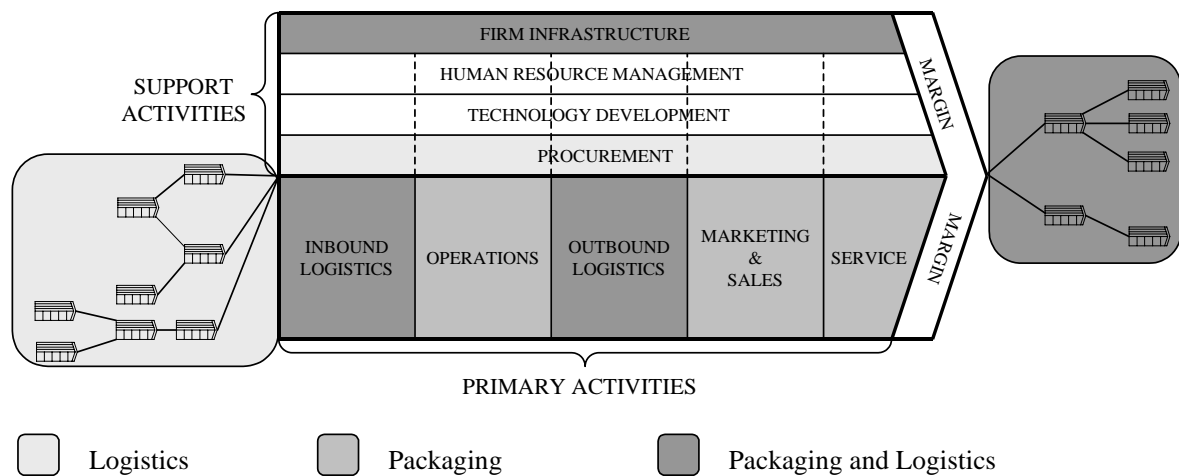 FIRM INFRASTRUCTURE
SUPPORT
ACTIVITIES
HUMAN RESOURCE MANAGEMENT
TECHNOLOGY DEVELOPMENT
PROCUREMENT
MARGIN
INBOUND
LOGISTICS
OPERATIONS
OUTBOUND
LOGISTICS
MARKETING
&
SALES
SERVICE
MARGIN
PRIMARY ACTIVITIES
Logistics
Packaging
Packaging and Logistics